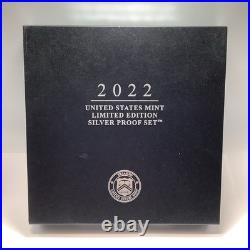 2022
UNITED STATES MINT
LIMITED EDITION
SILVER PROOF SET™